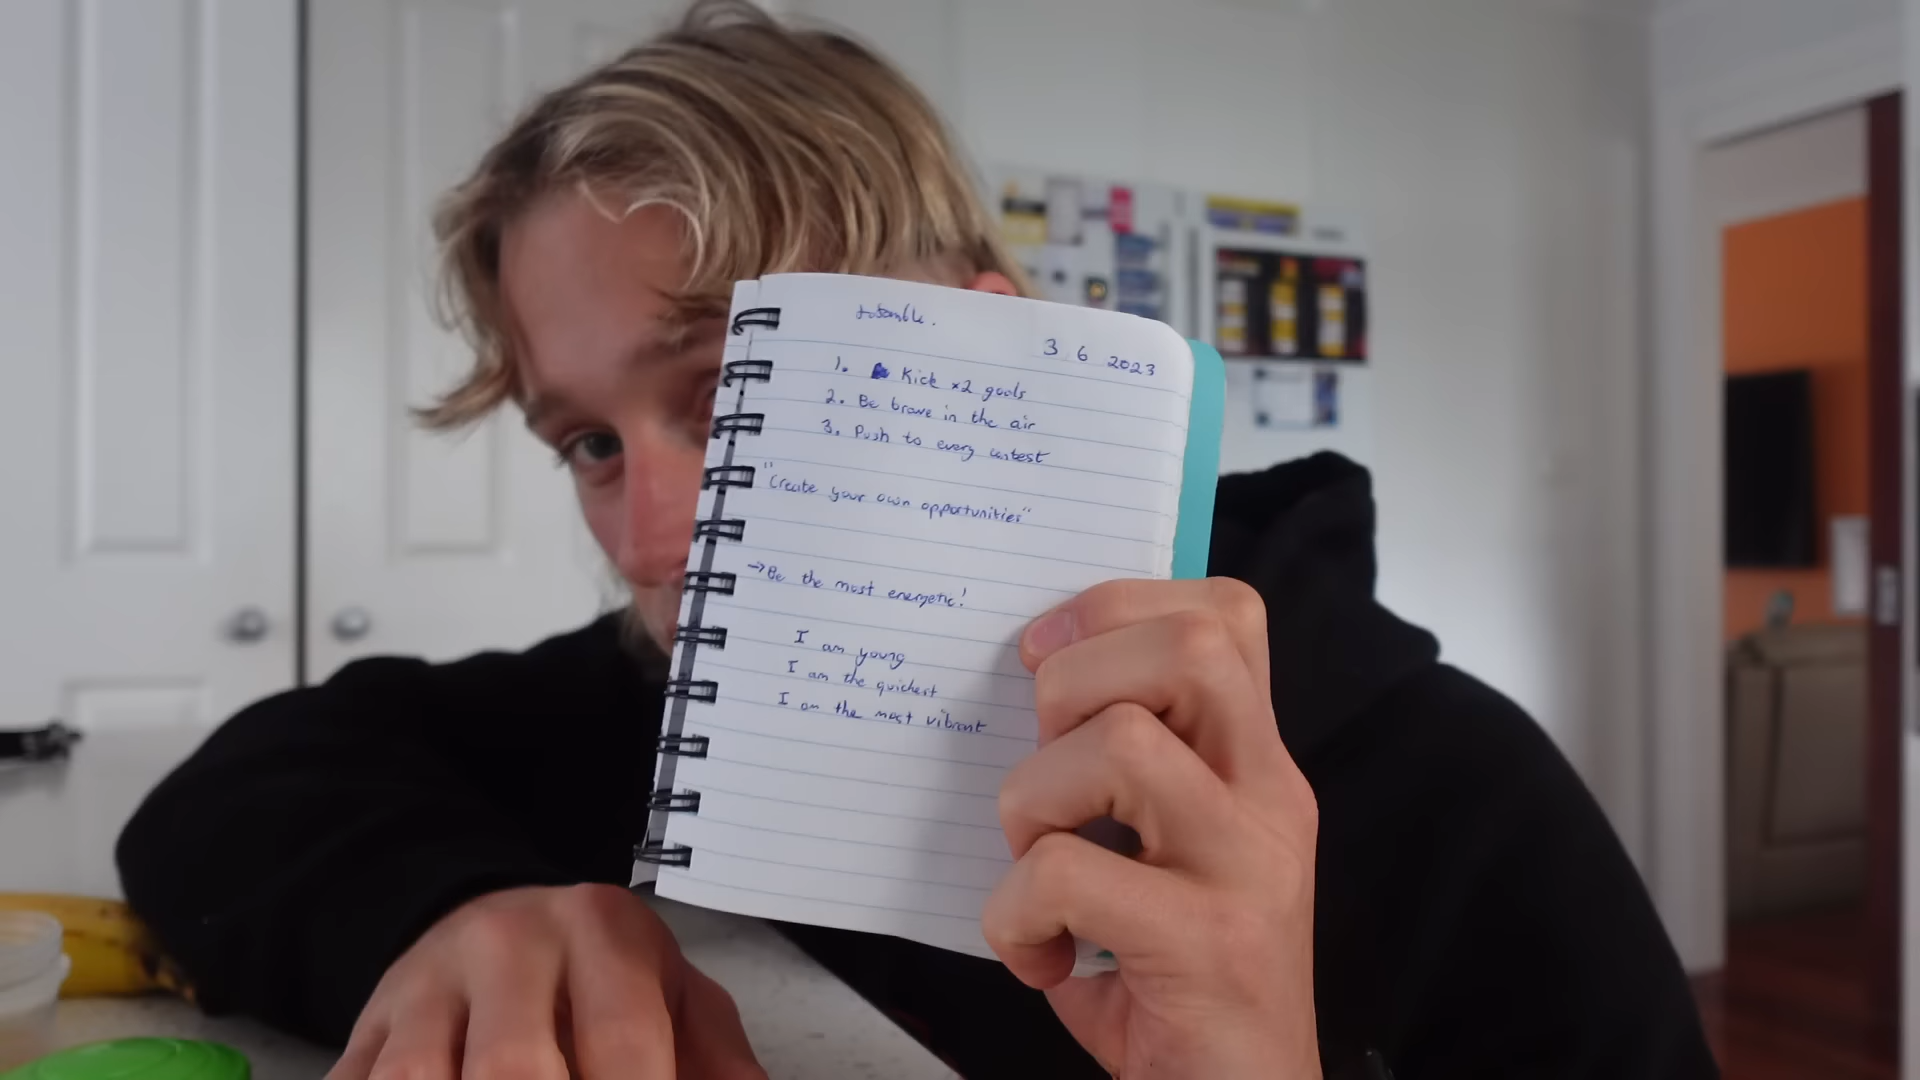 3 6 2023
1. Kick x2 goals
2. Be brave in the air
3. Push to every contest
"Create your own opportunities"
→Be the most energetic!
I am young
I am the quickest
I am the most vibrant